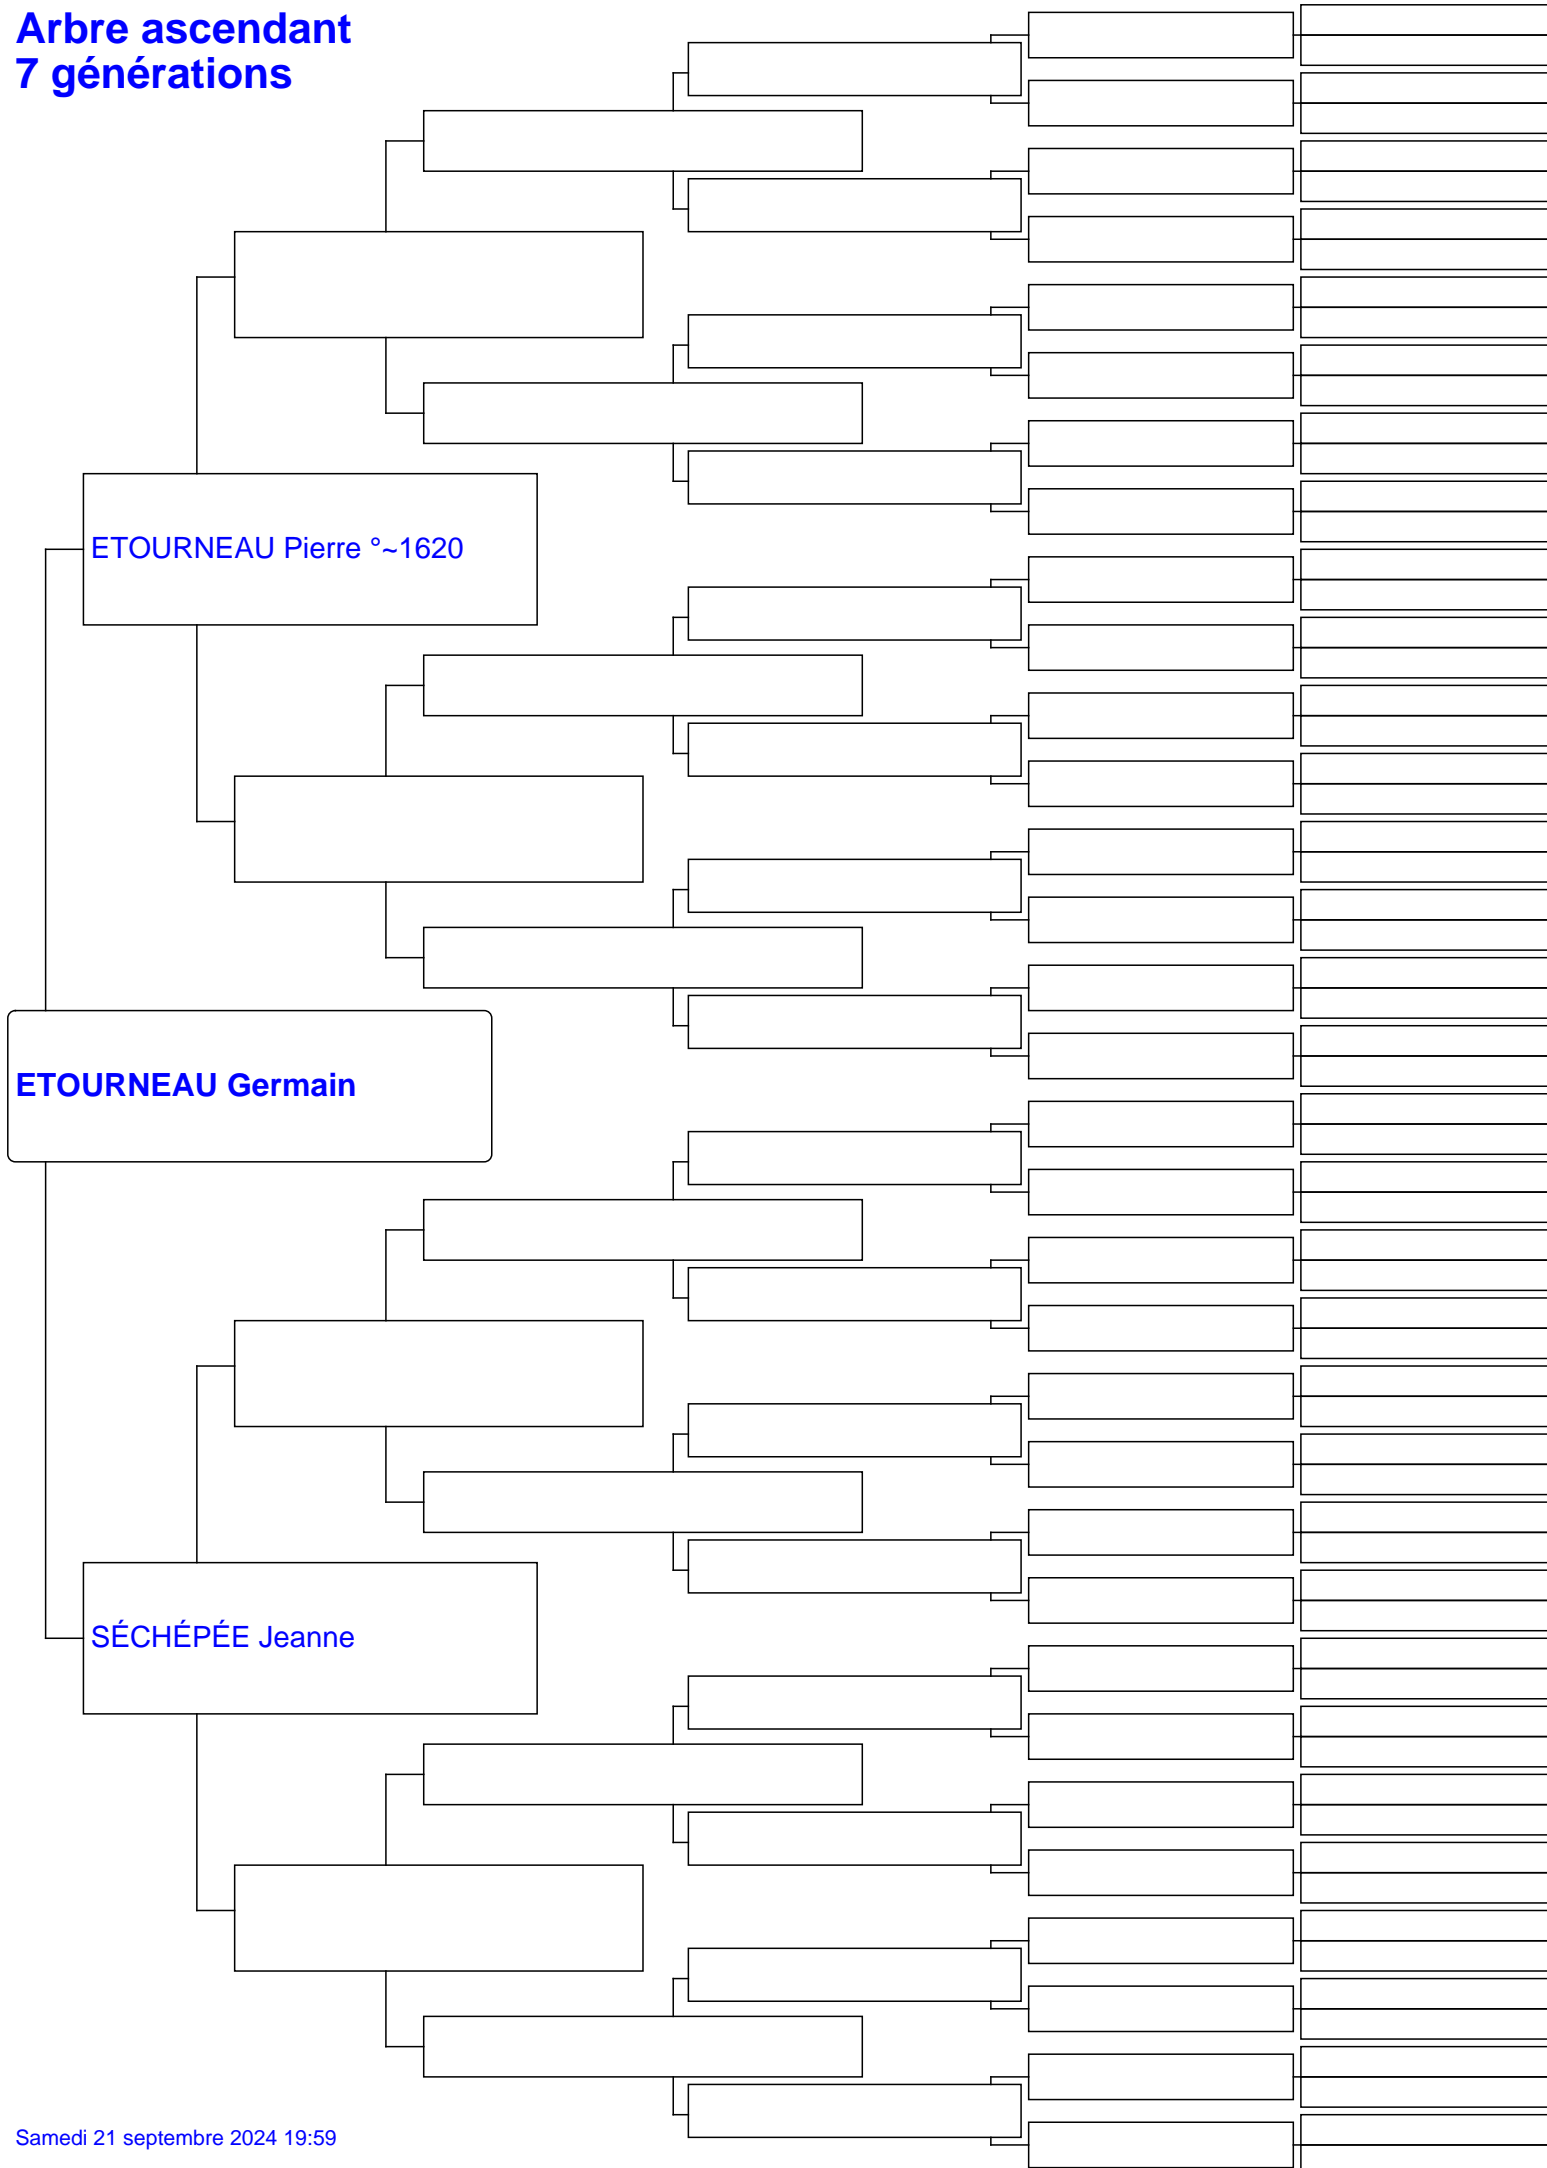 Arbre ascendant
7 générations
ETOURNEAU Pierre °~1620
ETOURNEAU Germain
SÉCHÉPÉE Jeanne
Samedi 21 septembre 2024 19:59